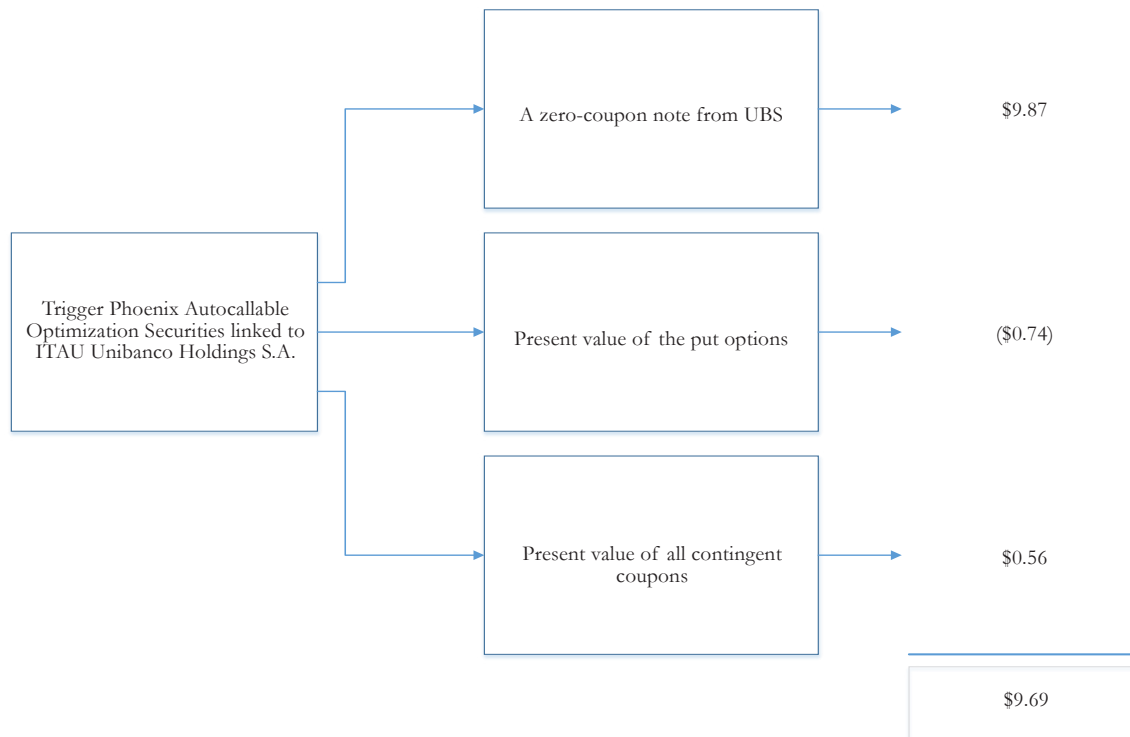 A zero-coupon note from UBS
$9.87
Trigger Phoenix Autocallable
Optimization Securities linked to
ITAU Unibanco Holdings S.A.
Present value of the put options
($0.74)
Present value of all contingent
coupons
$0.56
$9.69